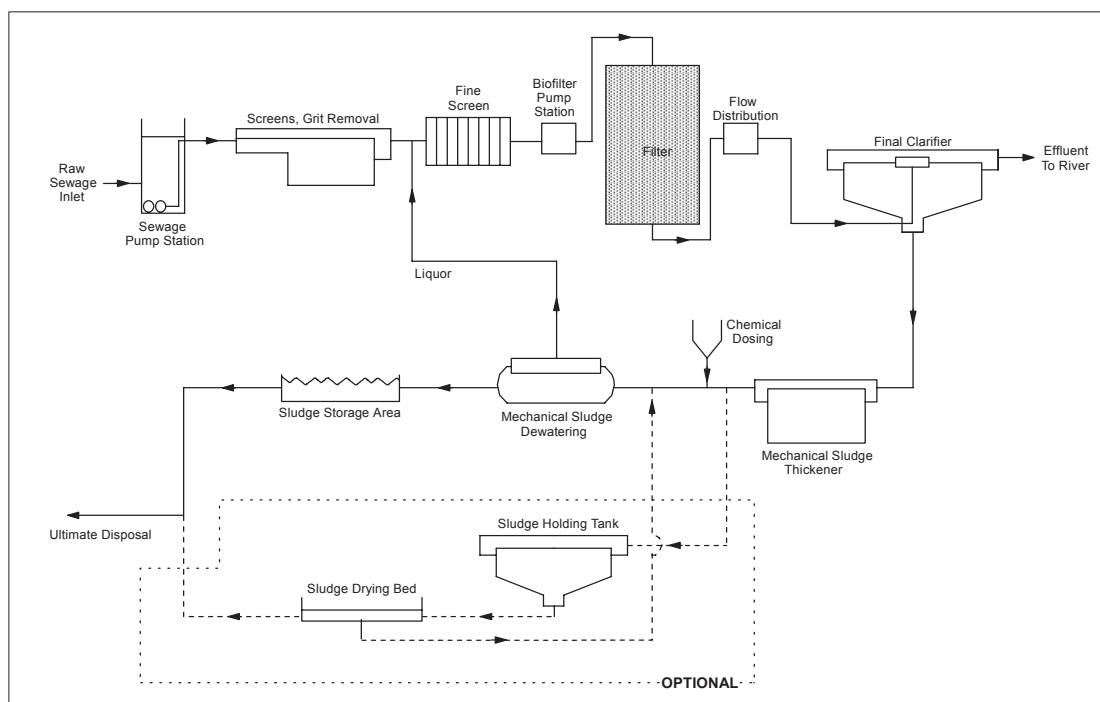 Biofilter
Pump
Station
Fine
Screen
Flow
Distribution
Screens, Grit Removal
Filter
Final Clarifier
Effluent
To River
Raw
Sewage
Inlet
Sewage
Pump Station
Liquor
Chemical
Dosing
Sludge Storage Area
Mechanical Sludge
Dewatering
Mechanical Sludge
Thickener
Ultimate Disposal
Sludge Holding Tank
Sludge Drying Bed
OPTIONAL